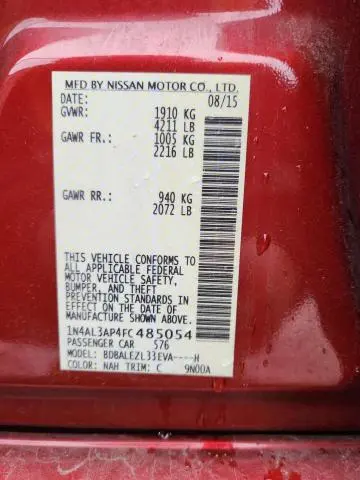 MFD BY NISSAN MOTOR CO., LTD.
DATE: 08/15
GVWR: 1910 KG
4211 LB
GAWR FR: 1005 KG
2216 LB
GAWR RR: 940 KG
2072 LB
THIS VEHICLE CONFORMS TO
ALL APPLICABLE FEDERAL
MOTOR VEHICLE SAFETY,
BUMPER, AND THEFT
PREVENTION STANDARDS IN
EFFECT ON THE DATE OF
MANUFACTURE SHOWN ABOVE.
1N4AL3AP4FC485054
PASSENGER CAR 576
MODEL: BDBALEZL33EVA----H
COLOR: NAH TRIM: C 9N00A